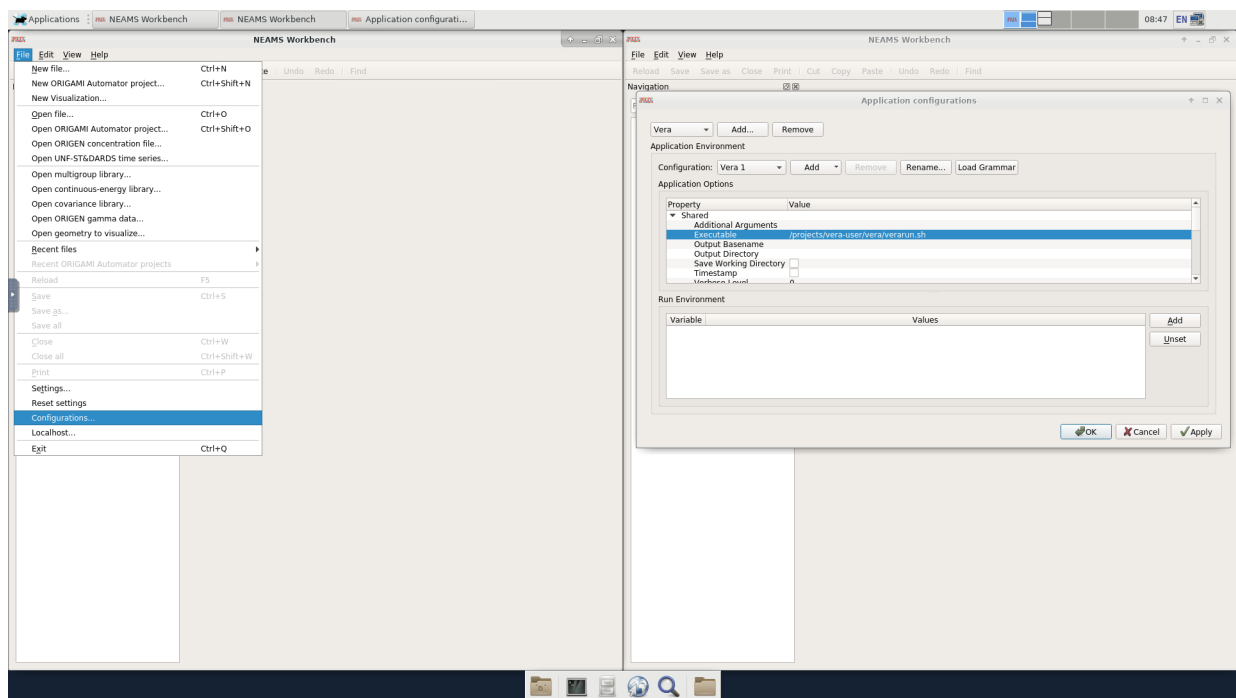 Applications NEAMS Workbench NEAMS Workbench Application configurati... 08:47 EN
NEAMS Workbench
File Edit View Help
Undo Redo Find
New file... Ctrl+N
New ORIGAMI Automator project... Ctrl+Shift+N
New Visualization...
Open file... Ctrl+O
Open ORIGAMI Automator project... Ctrl+Shift+O
Open ORIGEN concentration file...
Open UNF-ST&DARDS time series...
Open multigroup library...
Open continuous-energy library...
Open covariance library...
Open ORIGEN gamma data...
Open geometry to visualize...
Recent files
Recent ORIGAMI Automator projects
Reload F5
Save Ctrl+S
Save as...
Save all
Close Ctrl+W
Close all Ctrl+Shift+W
Print Ctrl+P
Settings...
Reset settings
Configurations...
Localhost...
Exit Ctrl+Q
NEAMS Workbench
File Edit View Help
Reload Save Save as Close Print Cut Copy Paste Undo Redo Find
Navigation
Application configurations
Vera Add... Remove
Application Environment
Configuration: Vera 1 Add Remove Rename... Load Grammar
Application Options
Property Value
Shared
Additional Arguments
Executable /projects/vera-user/vera/verarun.sh
Output Basename
Output Directory
Save Working Directory
Timestamp
Verbose Level 0
Run Environment
Variable Values
Add
Unset
OK Cancel Apply